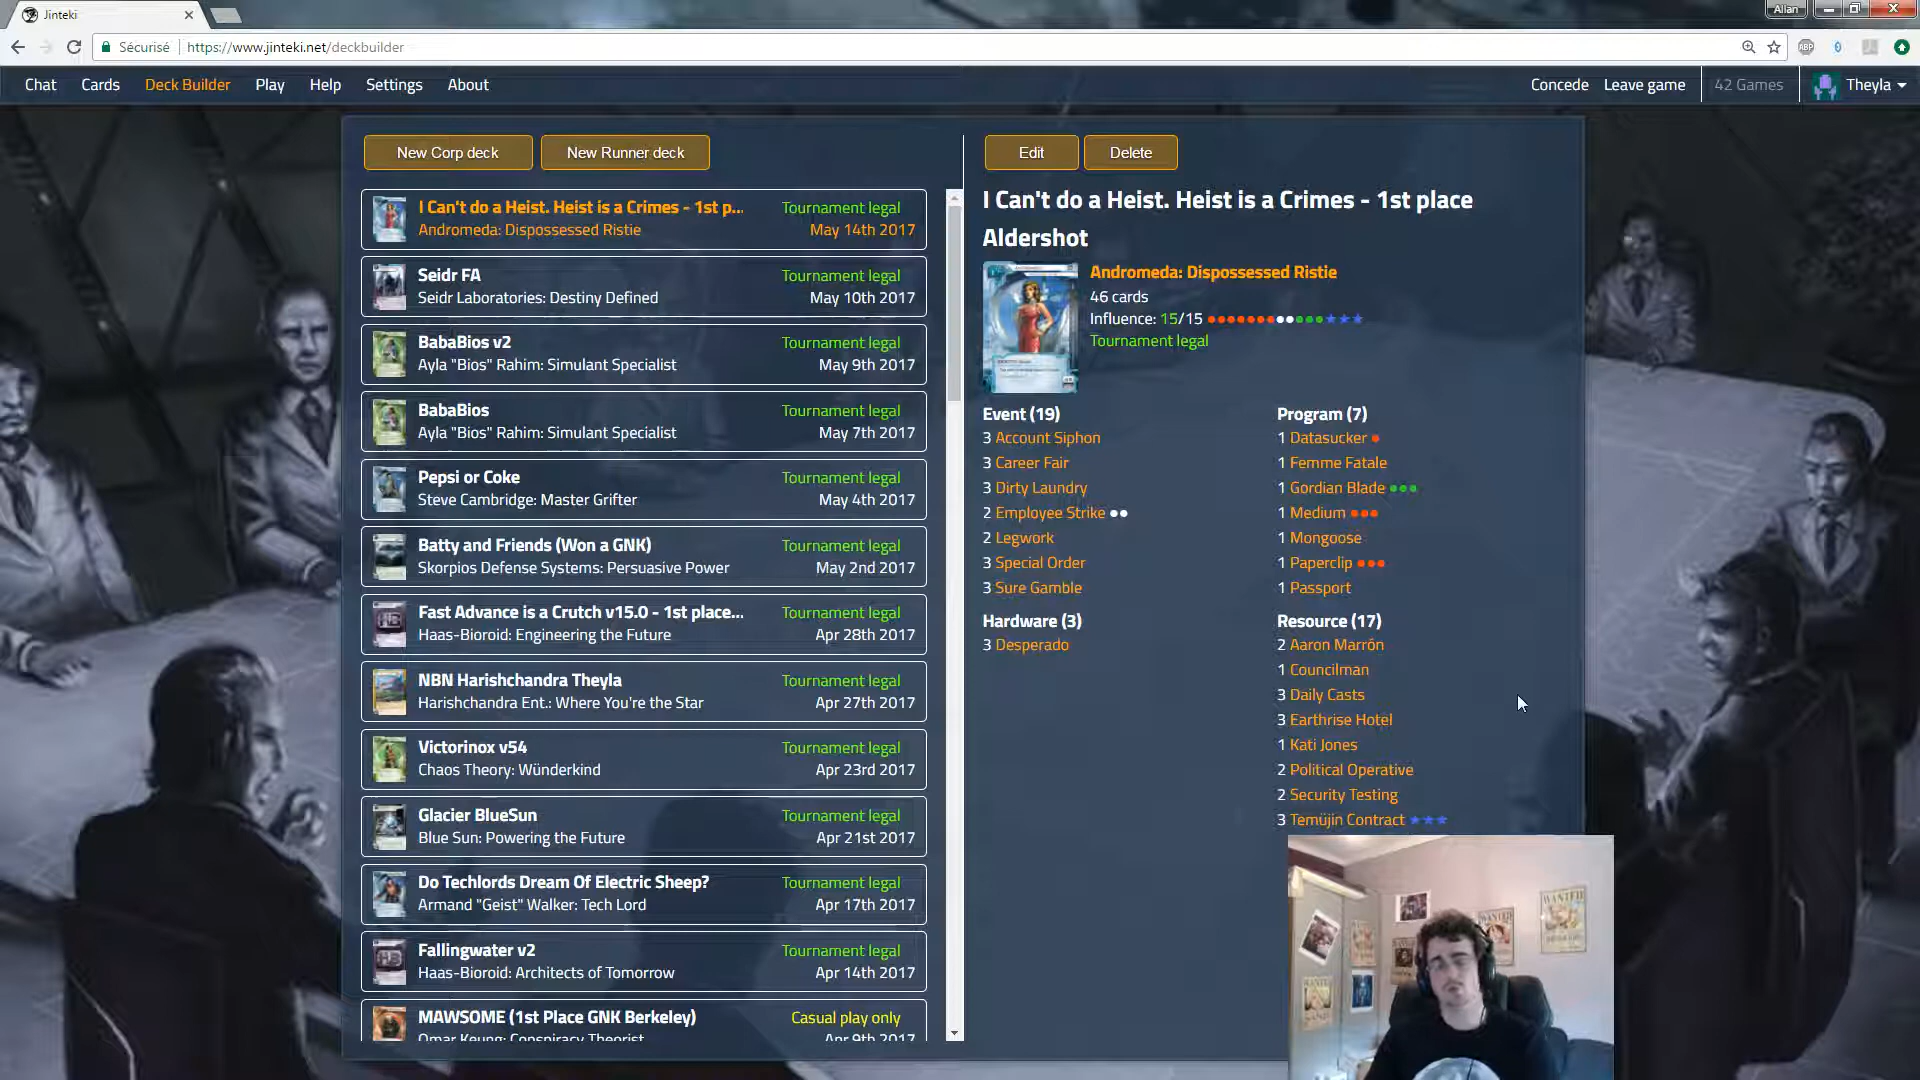 Jinteki
Allan
Sécurisé
https://www.jinteki.net/deckbuilder
ABP
Chat Cards Deck Builder Play Help Settings About
Concede Leave game 42 Games Theyla
New Corp deck New Runner deck
I Can't do a Heist. Heist is a Crimes - 1st p... Tournament legal
Andromeda: Dispossessed Ristie May 14th 2017
Seidr FA Tournament legal
Seidr Laboratories: Destiny Defined May 10th 2017
BabaBios v2 Tournament legal
Ayla "Bios" Rahim: Simulant Specialist May 9th 2017
BabaBios Tournament legal
Ayla "Bios" Rahim: Simulant Specialist May 7th 2017
Pepsi or Coke Tournament legal
Steve Cambridge: Master Grifter May 4th 2017
Batty and Friends (Won a GNK) Tournament legal
Skorpios Defense Systems: Persuasive Power May 2nd 2017
Fast Advance is a Crutch v15.0 - 1st place... Tournament legal
Haas-Bioroid: Engineering the Future Apr 28th 2017
NBN Harishchandra Theyla Tournament legal
Harishchandra Ent.: Where You're the Star Apr 27th 2017
Victorinox v54 Tournament legal
Chaos Theory: Wünderkind Apr 23rd 2017
Glacier BlueSun Tournament legal
Blue Sun: Powering the Future Apr 21st 2017
Do Techlords Dream Of Electric Sheep? Tournament legal
Armand "Geist" Walker: Tech Lord Apr 17th 2017
Fallingwater v2 Tournament legal
Haas-Bioroid: Architects of Tomorrow Apr 14th 2017
MAWSOME (1st Place GNK Berkeley) Casual play only
Omar Keung: Conspiracy Theorist Apr 9th 2017
Edit Delete
I Can't do a Heist. Heist is a Crimes - 1st place
Aldershot
Andromeda: Dispossessed Ristie
46 cards
Influence: 15/15
Tournament legal
Event (19)
3 Account Siphon
3 Career Fair
3 Dirty Laundry
2 Employee Strike
2 Legwork
3 Special Order
3 Sure Gamble
Hardware (3)
3 Desperado
Program (7)
1 Datasucker
1 Femme Fatale
1 Gordian Blade
1 Medium
1 Mongoose
1 Paperclip
1 Passport
Resource (17)
2 Aaron Marrón
1 Councilman
3 Daily Casts
3 Earthrise Hotel
1 Kati Jones
2 Political Operative
2 Security Testing
3 Temüjin Contract
WANTED
WANTED
WANTED